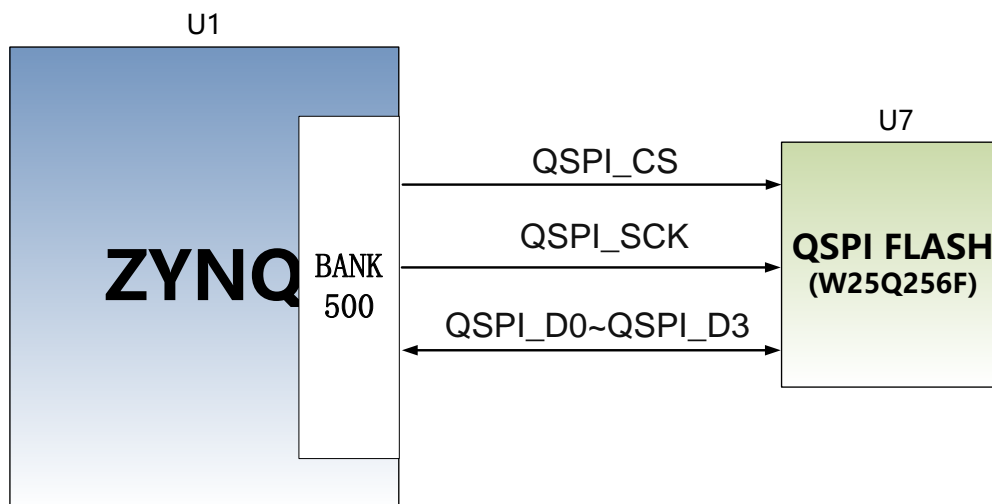 U1
U7
QSPI_CS
QSPI_SCK
ZYNQ
BANK
500
QSPI FLASH
(W25Q256F)
QSPI_D0~QSPI_D3